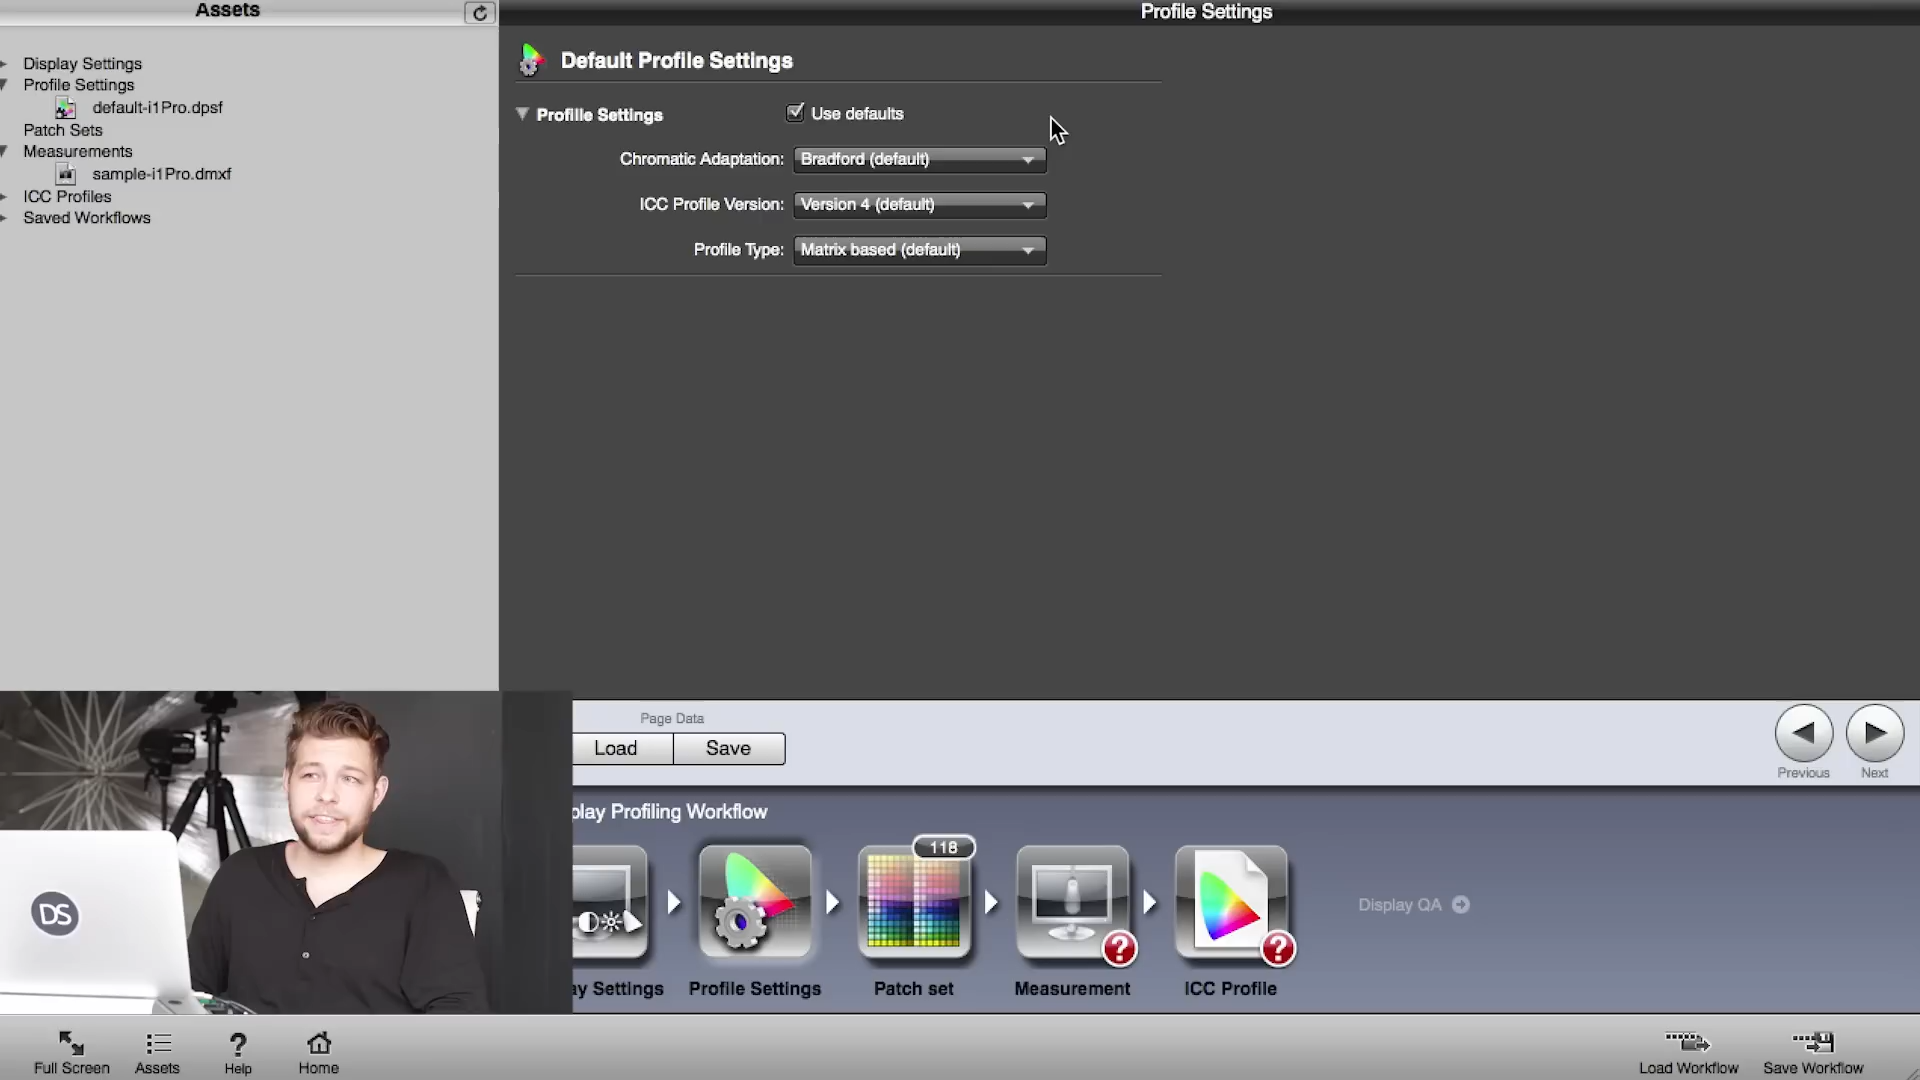 Assets
Profile Settings
Display Settings
Profile Settings
default-i1Pro.dpsf
Patch Sets
Measurements
sample-i1Pro.dmxf
ICC Profiles
Saved Workflows
Default Profile Settings
Profille Settings
Use defaults
Chromatic Adaptation: Bradford (default)
ICC Profile Version: Version 4 (default)
Profile Type: Matrix based (default)
Page Data
Load Save
Previous Next
play Profiling Workflow
118
? ?
Display QA
ay Settings Profile Settings Patch set Measurement ICC Profile
DS
Full Screen Assets Help Home Load Workflow Save Workflow